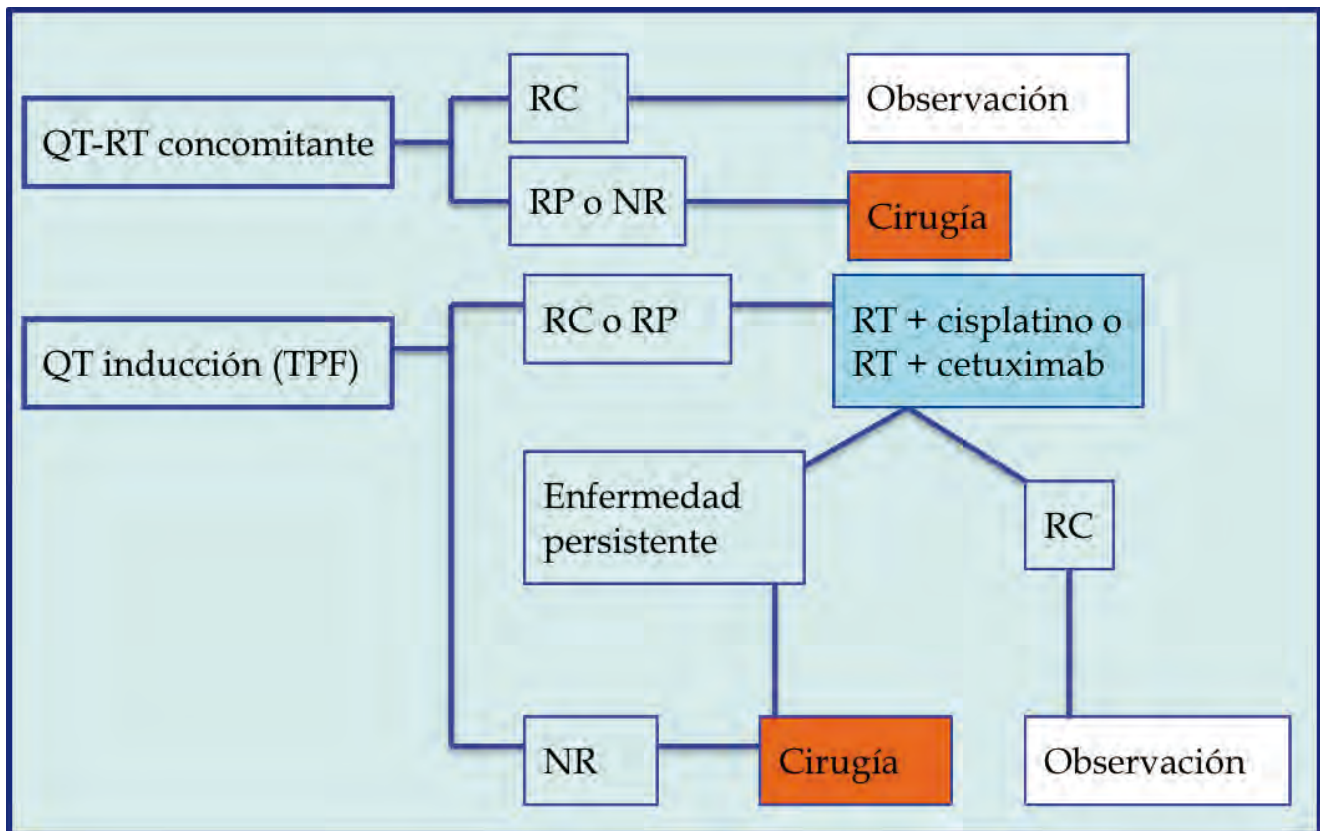 QT-RT concomitante
RC
Observación
RP o NR
Cirugía
QT inducción (TPF)
RC o RP
RT + cisplatino o
RT + cetuximab
Enfermedad
persistente
RC
NR
Cirugía
Observación